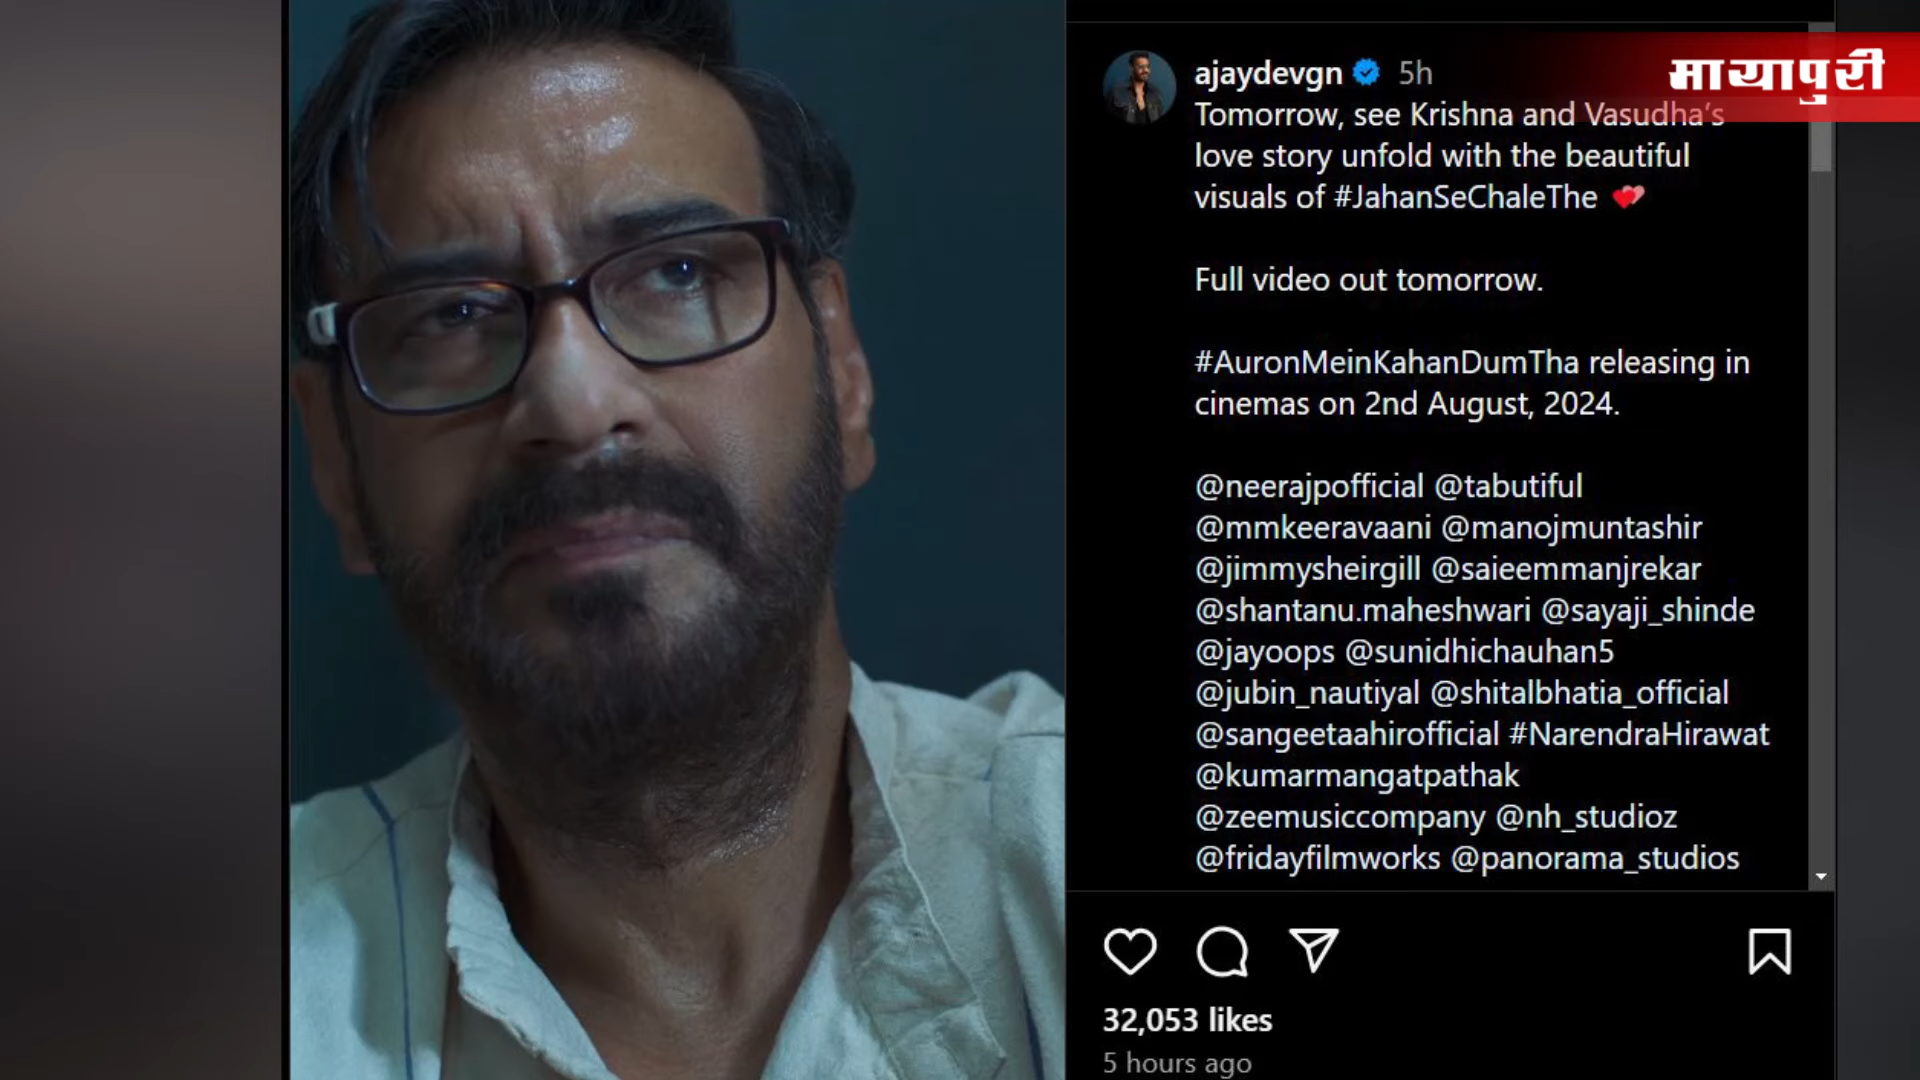 मायापुरी
ajaydevgn 5h
Tomorrow, see Krishna and Vasudha's
love story unfold with the beautiful
visuals of #JahanSeChaleThe 💕
Full video out tomorrow.
#AuronMeinKahanDumTha releasing in
cinemas on 2nd August, 2024.
@neerajpofficial @tabutiful
@mmkeeravaani @manojmuntashir
@jimmysheirgill @saieemmanjrekar
@shantanu.maheshwari @sayaji_shinde
@jayoops @sunidhichauhan5
@jubin_nautiyal @shitalbhatia_official
@sangeetaahirofficial #NarendraHirawat
@kumarmangatpathak
@zeemusiccompany @nh_studioz
@fridayfilmworks @panorama_studios
32,053 likes
5 hours ago